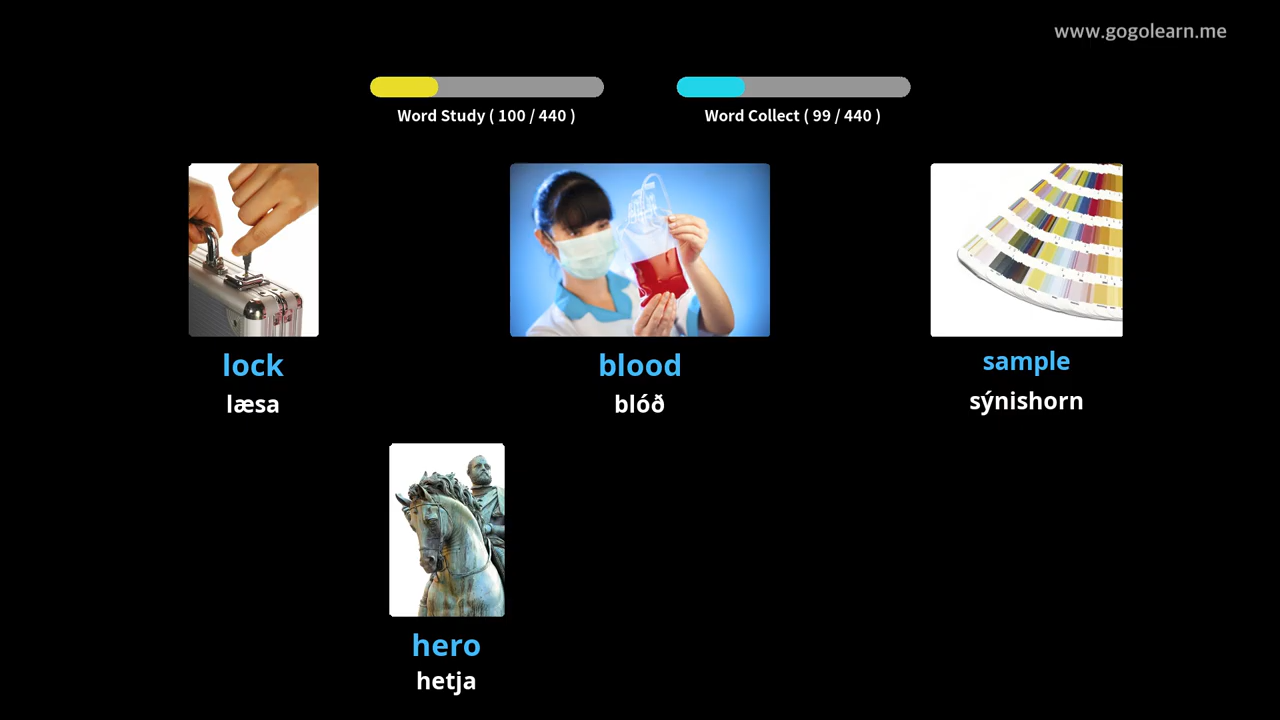 www.gogolearn.me
Word Study ( 100 / 440 )
Word Collect ( 99 / 440 )
lock
læsa
blood
blóð
sample
sýnishorn
hero
hetja